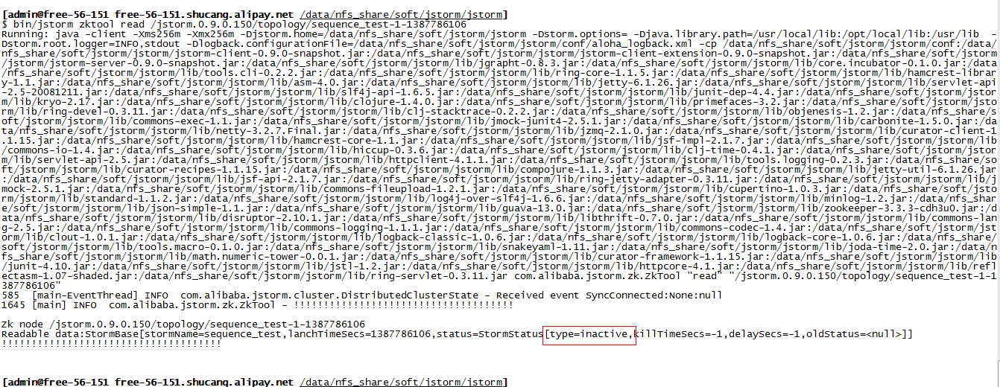 [admin@free-56-151 free-56-151.shucang.alipay.net /data/nfs_share/soft/jstorm/jstorm]
$ bin/jstorm zktool read /jstorm.0.9.0.150/topology/sequence_test-1-1387786106
Running: java -client -Xms256m -Xmx256m -Djstorm.home=/data/nfs_share/soft/jstorm/jstorm -Dstorm.options= -Djava.library.path=/usr/local/lib:/opt/local/lib:/usr/lib -
Dstorm.root.logger=INFO,stdout -Dlogback.configurationFile=/data/nfs_share/soft/jstorm/jstorm/conf/aloha_logback.xml -cp /data/nfs_share/soft/jstorm/jstorm/conf:/data/
nfs_share/soft/jstorm/jstorm/jstorm-client-0.9.0-snapshot.jar:/data/nfs_share/soft/jstorm/jstorm/jstorm-client-extension-0.9.0-snapshot.jar:/data/nfs_share/soft/jstorm
/jstorm/jstorm-server-0.9.0-snapshot.jar:/data/nfs_share/soft/jstorm/jstorm/lib/jgrapht-0.8.3.jar:/data/nfs_share/soft/jstorm/jstorm/lib/core.incubator-0.1.0.jar:/data
/nfs_share/soft/jstorm/jstorm/lib/tools.cli-0.2.2.jar:/data/nfs_share/soft/jstorm/jstorm/lib/ring-core-1.1.5.jar:/data/nfs_share/soft/jstorm/jstorm/lib/hamcrest-librar
y-1.1.jar:/data/nfs_share/soft/jstorm/jstorm/lib/asm-4.0.jar:/data/nfs_share/soft/jstorm/jstorm/lib/jetty-6.1.26.jar:/data/nfs_share/soft/jstorm/jstorm/lib/servlet-api
-2.5-20081211.jar:/data/nfs_share/soft/jstorm/jstorm/lib/slf4j-api-1.6.5.jar:/data/nfs_share/soft/jstorm/jstorm/lib/junit-dep-4.4.jar:/data/nfs_share/soft/jstorm/jstor
m/lib/kryo-2.17.jar:/data/nfs_share/soft/jstorm/jstorm/lib/clojure-1.4.0.jar:/data/nfs_share/soft/jstorm/jstorm/lib/primefaces-3.2.jar:/data/nfs_share/soft/jstorm/jsto
rm/lib/ring-devel-0.3.11.jar:/data/nfs_share/soft/jstorm/jstorm/lib/clj-stacktrace-0.2.2.jar:/data/nfs_share/soft/jstorm/jstorm/lib/objenesis-1.2.jar:/data/nfs_share/s
oft/jstorm/jstorm/lib/commons-exec-1.1.jar:/data/nfs_share/soft/jstorm/jstorm/lib/jmock-junit4-2.5.1.jar:/data/nfs_share/soft/jstorm/jstorm/lib/carbonite-1.5.0.jar:/da
ta/nfs_share/soft/jstorm/jstorm/lib/netty-3.2.7.Final.jar:/data/nfs_share/soft/jstorm/jstorm/lib/jzmq-2.1.0.jar:/data/nfs_share/soft/jstorm/jstorm/lib/curator-client-1
.1.15.jar:/data/nfs_share/soft/jstorm/jstorm/lib/hamcrest-core-1.1.jar:/data/nfs_share/soft/jstorm/jstorm/lib/jsf-impl-2.1.7.jar:/data/nfs_share/soft/jstorm/jstorm/lib
/commons-io-1.4.jar:/data/nfs_share/soft/jstorm/jstorm/lib/hiccup-0.3.6.jar:/data/nfs_share/soft/jstorm/jstorm/lib/clj-time-0.4.1.jar:/data/nfs_share/soft/jstorm/jstor
m/lib/servlet-api-2.5.jar:/data/nfs_share/soft/jstorm/jstorm/lib/httpclient-4.1.1.jar:/data/nfs_share/soft/jstorm/jstorm/lib/tools.logging-0.2.3.jar:/data/nfs_share/so
ft/jstorm/jstorm/lib/curator-recipes-1.1.15.jar:/data/nfs_share/soft/jstorm/jstorm/lib/compojure-1.1.3.jar:/data/nfs_share/soft/jstorm/jstorm/lib/jetty-util-6.1.26.jar
:/data/nfs_share/soft/jstorm/jstorm/lib/jsf-api-2.1.7.jar:/data/nfs_share/soft/jstorm/jstorm/lib/ring-jetty-adapter-0.3.11.jar:/data/nfs_share/soft/jstorm/jstorm/lib/j
mock-2.5.1.jar:/data/nfs_share/soft/jstorm/jstorm/lib/commons-fileupload-1.2.1.jar:/data/nfs_share/soft/jstorm/jstorm/lib/cupertino-1.0.3.jar:/data/nfs_share/soft/jsto
rm/jstorm/lib/standard-1.1.2.jar:/data/nfs_share/soft/jstorm/jstorm/lib/log4j-over-slf4j-1.6.6.jar:/data/nfs_share/soft/jstorm/jstorm/lib/minlog-1.2.jar:/data/nfs_shar
e/soft/jstorm/jstorm/lib/json-simple-1.1.jar:/data/nfs_share/soft/jstorm/jstorm/lib/guava-13.0.jar:/data/nfs_share/soft/jstorm/jstorm/lib/zookeeper-3.3.3-cdh3u0.jar:/d
ata/nfs_share/soft/jstorm/jstorm/lib/disruptor-2.10.1.jar:/data/nfs_share/soft/jstorm/jstorm/lib/libthrift-0.7.0.jar:/data/nfs_share/soft/jstorm/jstorm/lib/commons-lan
g-2.5.jar:/data/nfs_share/soft/jstorm/jstorm/lib/commons-logging-1.1.1.jar:/data/nfs_share/soft/jstorm/jstorm/lib/commons-codec-1.4.jar:/data/nfs_share/soft/jstorm/jst
orm/lib/clout-1.0.1.jar:/data/nfs_share/soft/jstorm/jstorm/lib/logback-classic-1.0.6.jar:/data/nfs_share/soft/jstorm/jstorm/lib/logback-core-1.0.6.jar:/data/nfs_share/
soft/jstorm/jstorm/lib/tools.macro-0.1.0.jar:/data/nfs_share/soft/jstorm/jstorm/lib/snakeyaml-1.11.jar:/data/nfs_share/soft/jstorm/jstorm/lib/joda-time-2.0.jar:/data/n
fs_share/soft/jstorm/jstorm/lib/math.numeric-tower-0.0.1.jar:/data/nfs_share/soft/jstorm/jstorm/lib/curator-framework-1.1.15.jar:/data/nfs_share/soft/jstorm/jstorm/lib
/junit-4.10.jar:/data/nfs_share/soft/jstorm/jstorm/lib/jstl-1.2.jar:/data/nfs_share/soft/jstorm/jstorm/lib/httpcore-4.1.jar:/data/nfs_share/soft/jstorm/jstorm/lib/refl
ectasm-1.07-shaded.jar:/data/nfs_share/soft/jstorm/jstorm/lib/ring-servlet-0.3.11.jar com.alibaba.jstorm.zk.ZkTool "read" "/jstorm.0.9.0.150/topology/sequence_test-1-1
387786106"
585  [main-EventThread] INFO  com.alibaba.jstorm.cluster.DistributedClusterState - Received event SyncConnected:None:null
1645 [main] INFO  com.alibaba.jstorm.zk.ZkTool - !!!!!!!!!!!!!!!!!!!!!!!!!!!!!!!!!!!!!
Zk node /jstorm.0.9.0.150/topology/sequence_test-1-1387786106
Readable data:StormBase[stormName=sequence_test,lanchTimeSecs=1387786106,status=StormStatus[type=inactive,killTimeSecs=-1,delaySecs=-1,oldStatus=<null>]]
!!!!!!!!!!!!!!!!!!!!!!!!!!!!!!!!!!!!!
[admin@free-56-151 free-56-151.shucang.alipay.net /data/nfs_share/soft/jstorm/jstorm]